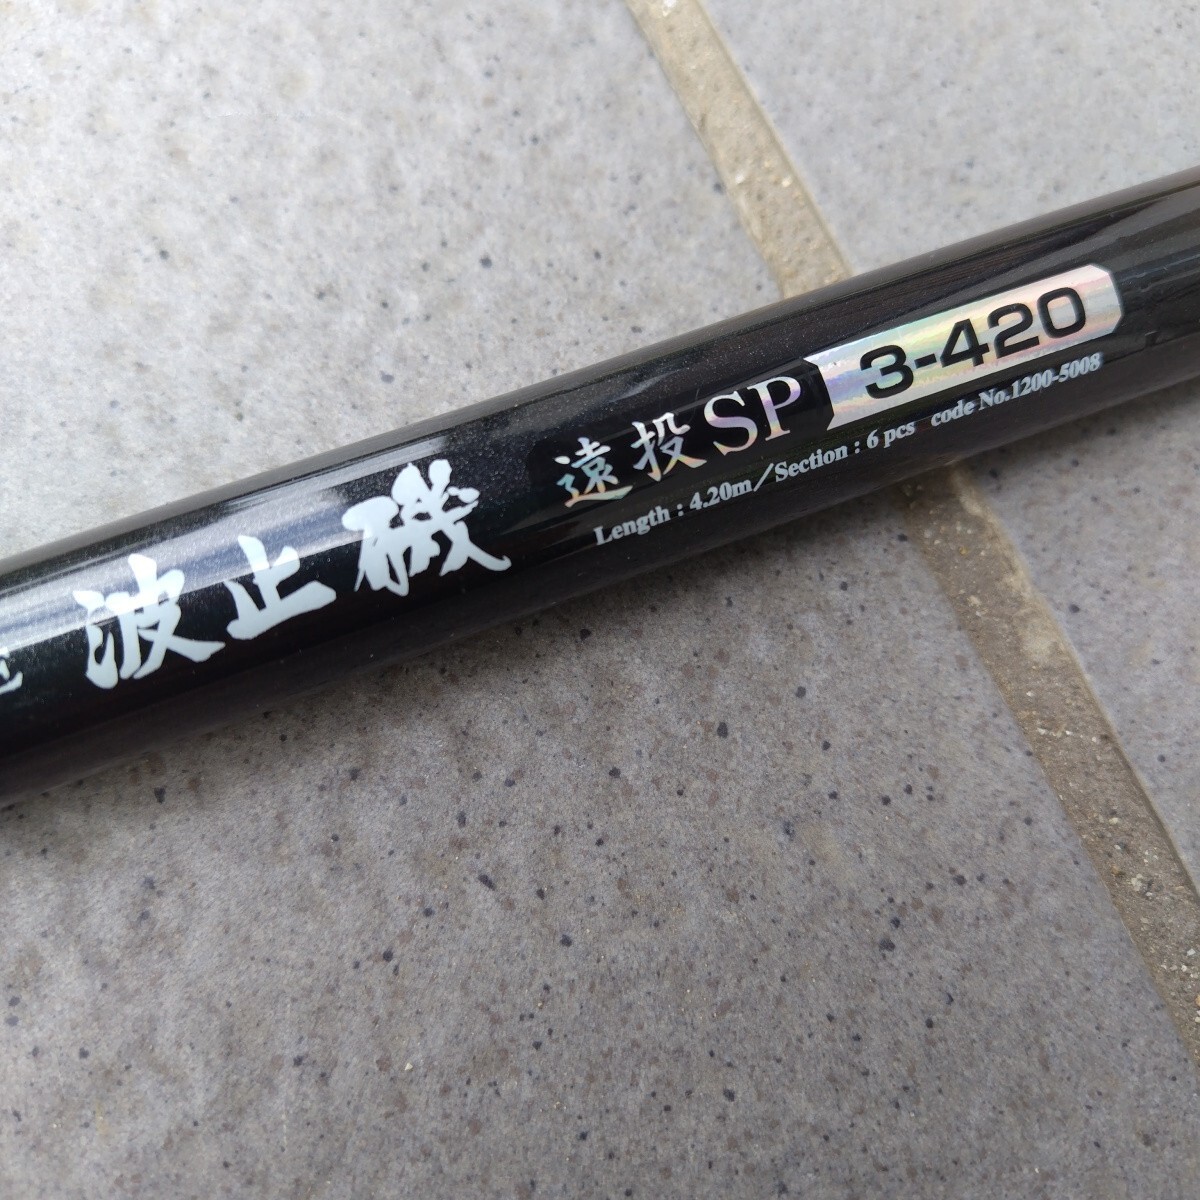 波止磯
遠投SP 3-420
Length : 4.20m／Section : 6 pcs code No.1200-5008